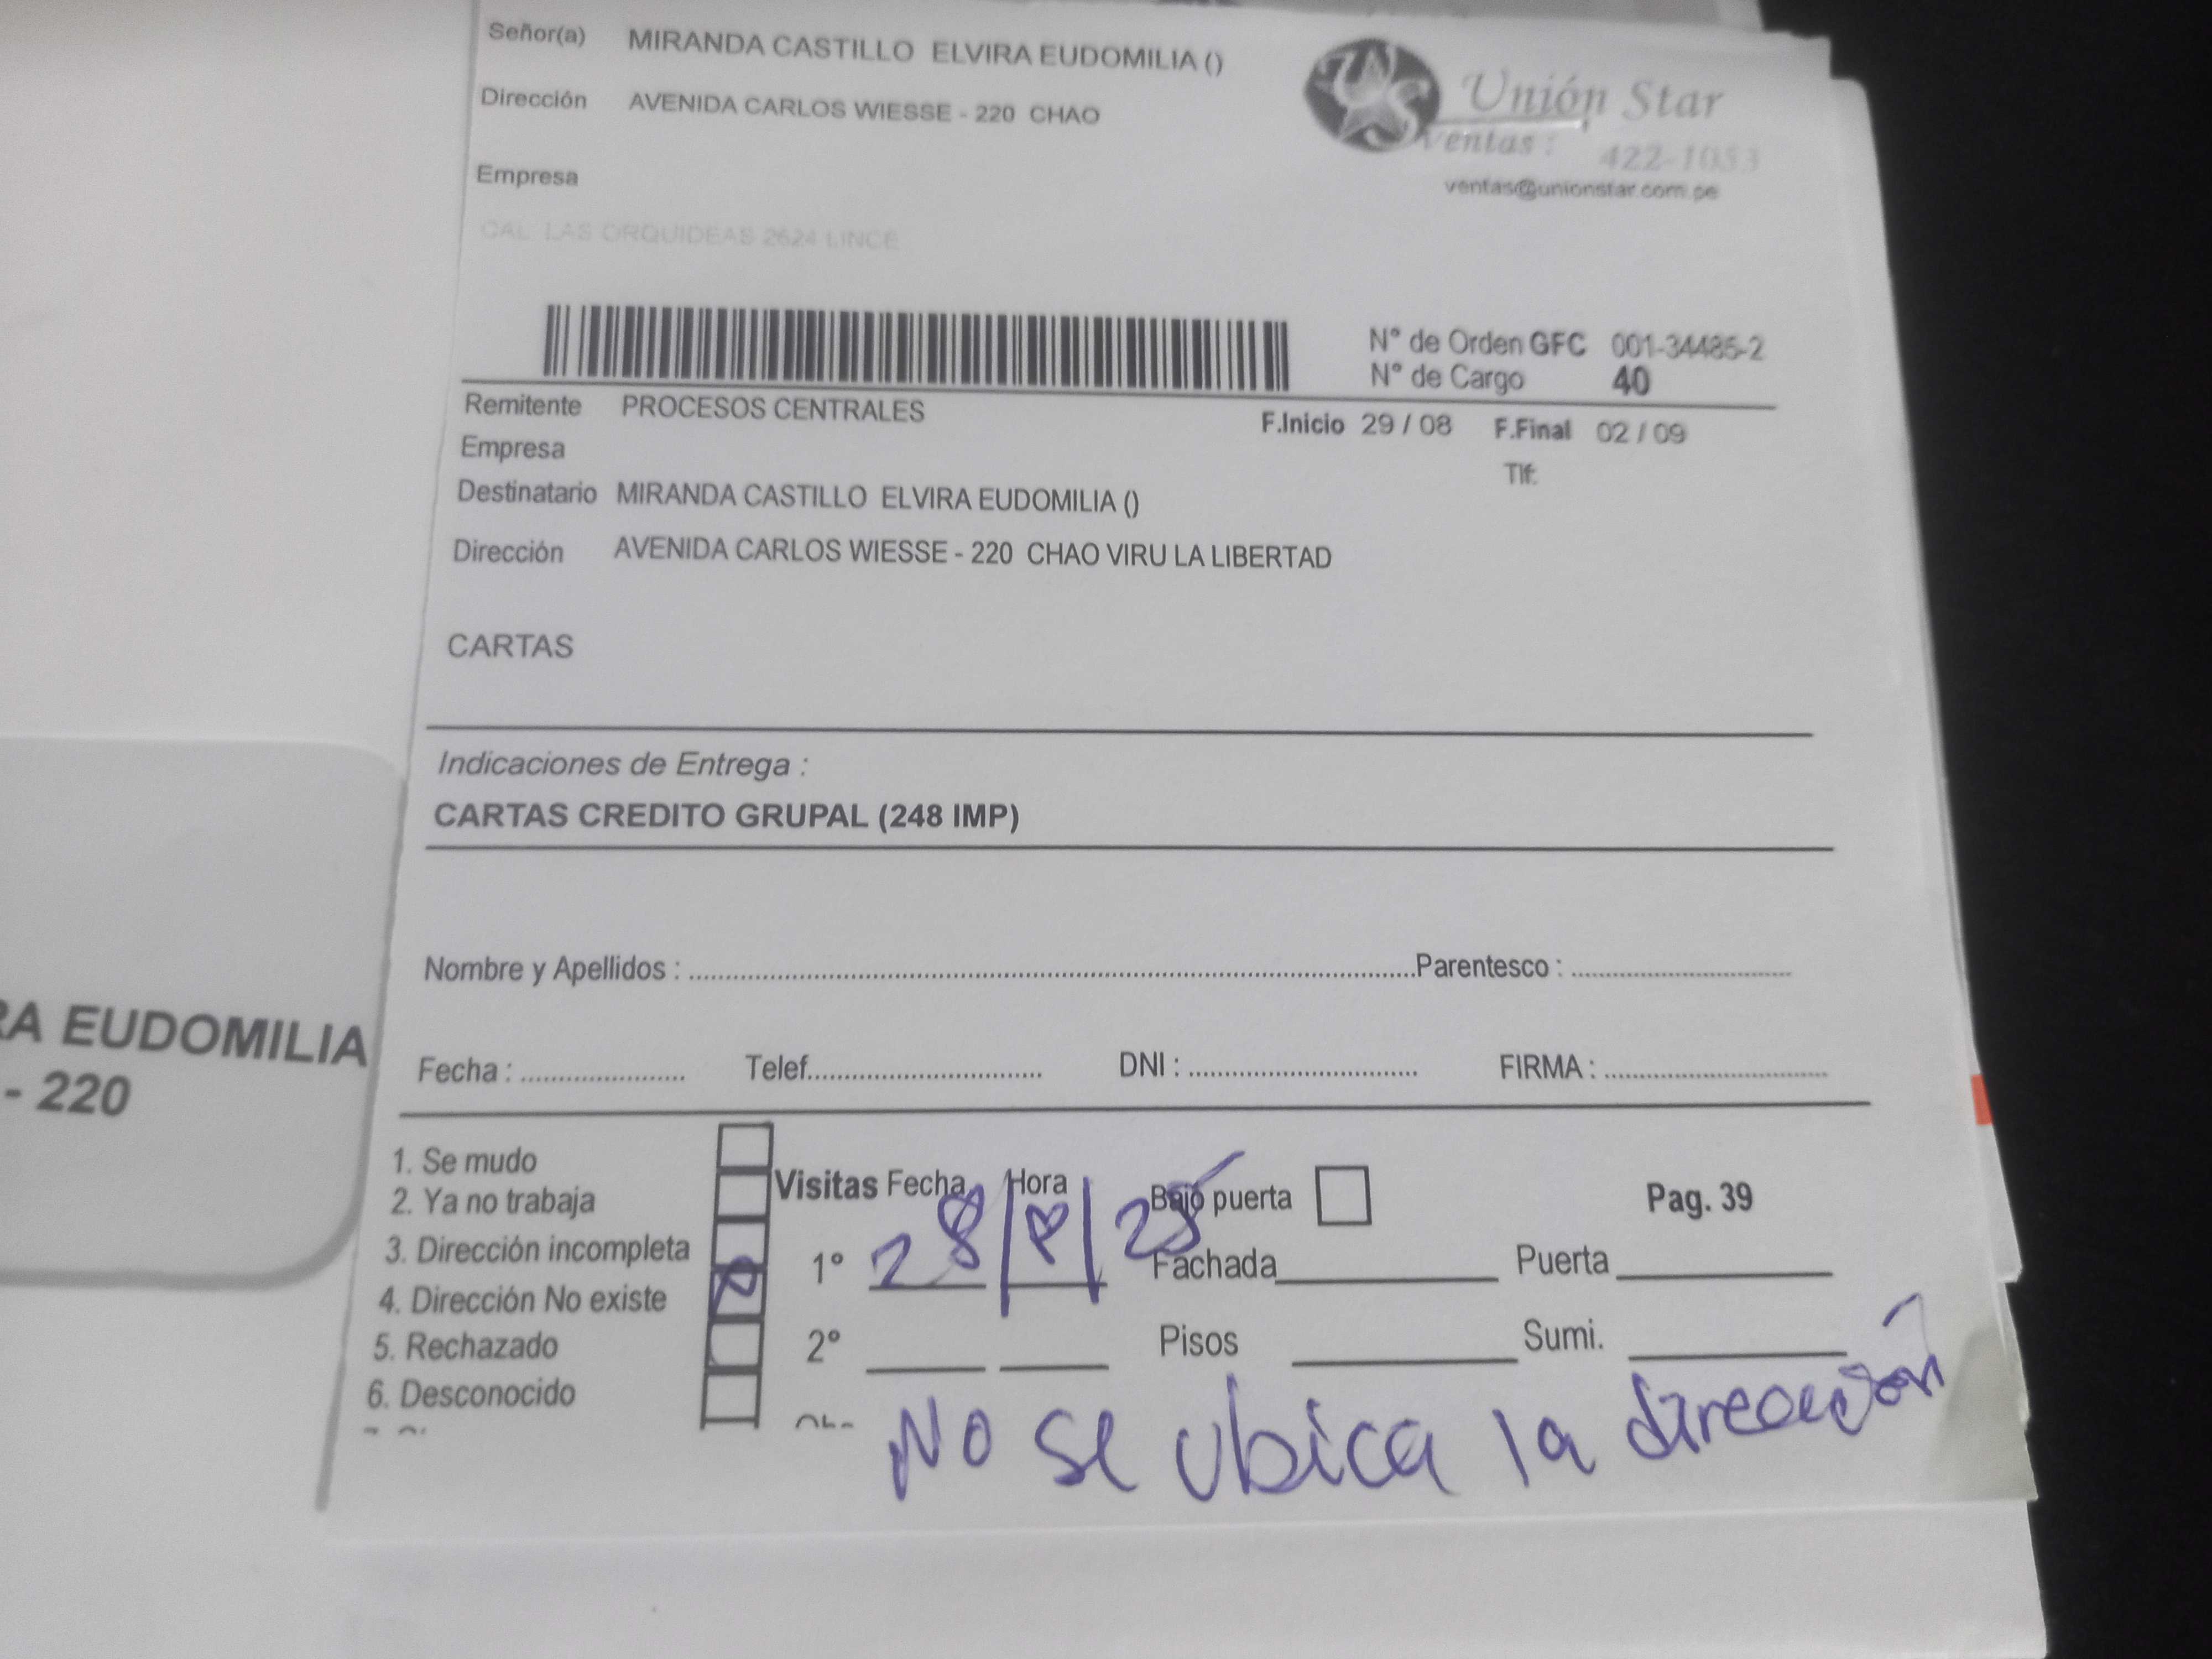 Señor(a) MIRANDA CASTILLO ELVIRA EUDOMILIA ()
Dirección AVENIDA CARLOS WIESSE - 220 CHAO
Unión Star
ventas : 422-1053
ventas@unionstar.com.pe
Empresa
CAL LAS ORQUIDEAS 2624 LINCE
N° de Orden GFC 001-34485-2
N° de Cargo 40
Remitente PROCESOS CENTRALES
F.Inicio 29 / 08 F.Final 02 / 09
Empresa
Tlf:
Destinatario MIRANDA CASTILLO ELVIRA EUDOMILIA ()
Dirección AVENIDA CARLOS WIESSE - 220 CHAO VIRU LA LIBERTAD
CARTAS
Indicaciones de Entrega :
CARTAS CREDITO GRUPAL (248 IMP)
Nombre y Apellidos : Parentesco :
RA EUDOMILIA
- 220
Fecha : Telef. DNI : FIRMA :
1. Se mudo
2. Ya no trabaja
3. Dirección incompleta
4. Dirección No existe
5. Rechazado
6. Desconocido
Visitas Fecha Hora Bajo puerta Pag. 39
1° 28 Fachada Puerta
2° Pisos Sumi.
No se ubica la dirección